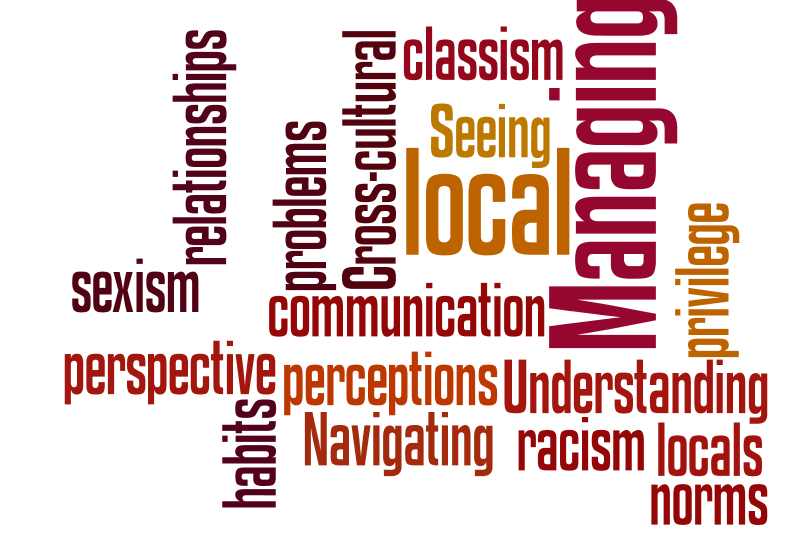 relationships
problems
Cross-cultural
classism
Seeing
local
Managing
privilege
sexism
communication
perspective
perceptions
Understanding
habits
Navigating
racism
locals
norms